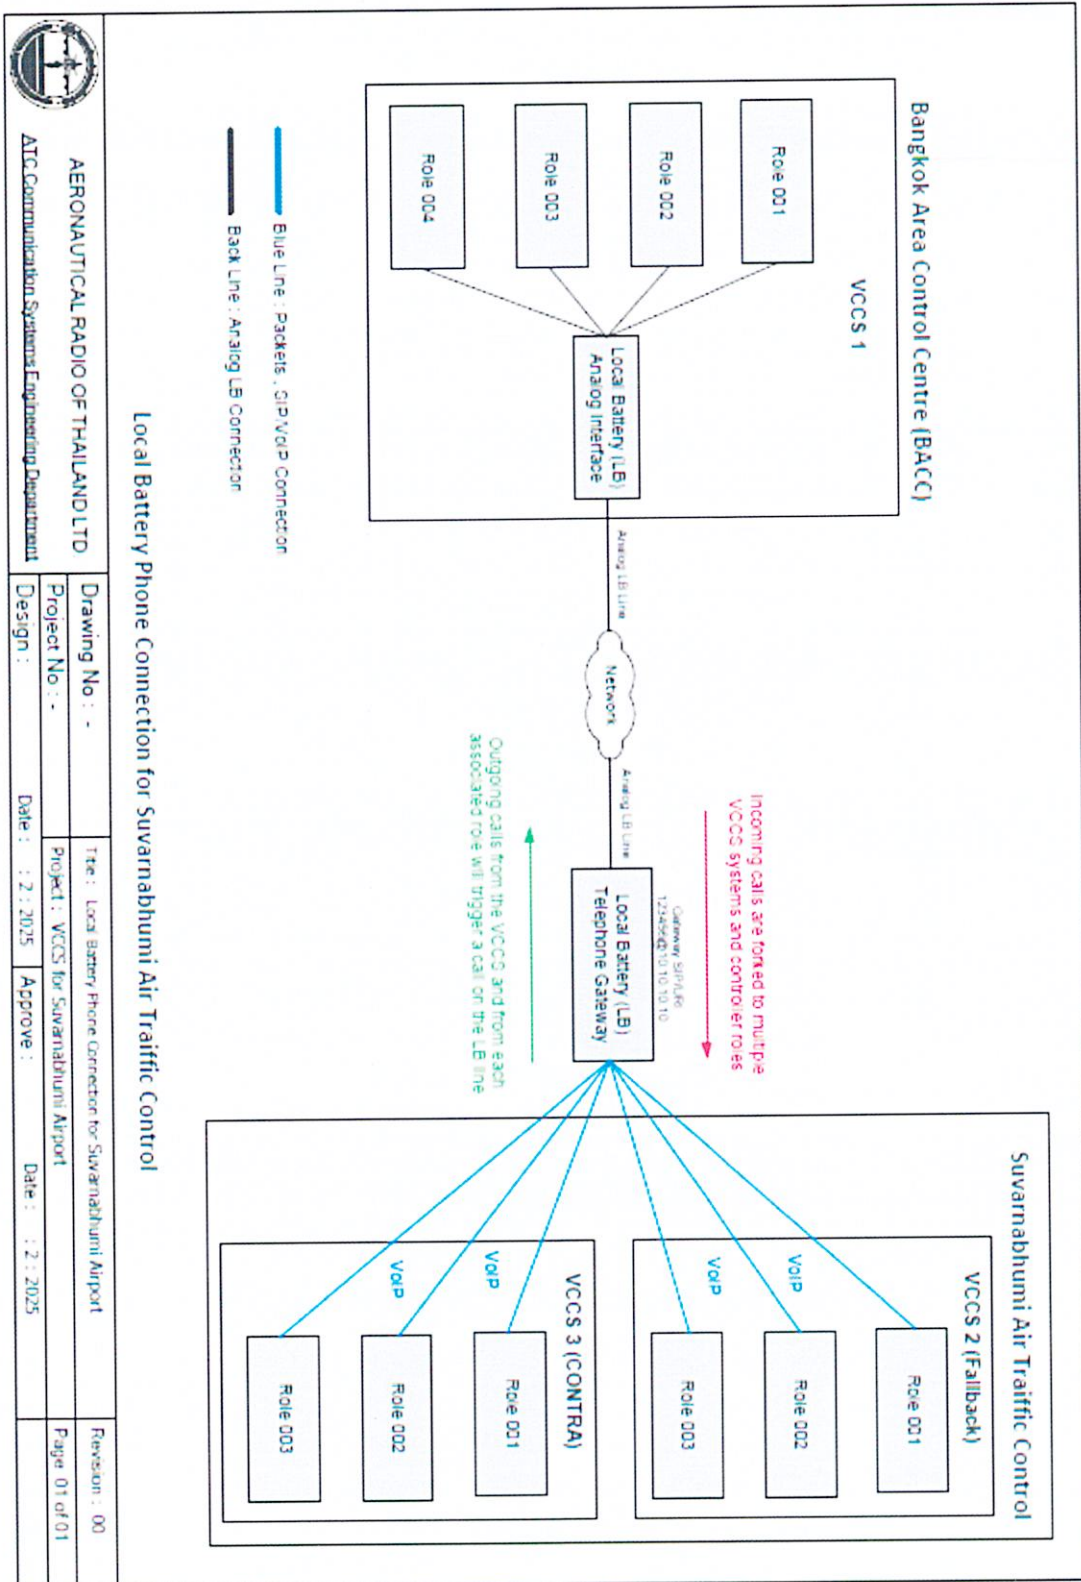 Bangkok Area Control Centre (BACC)
VCCS 1
Role 001
Role 002
Role 003
Role 004
Local Battery (LB)
Analog Interface
Analog LB Line
Network
Analog LB Line
Incoming calls are forked to multiple
VCCS systems and controller roles
Gateway SIP/URI
123456@10.10.10.10
Local Battery (LB)
Telephone Gateway
Outgoing calls from the VCCS and from each
associated role will trigger a call on the LB line
Suvarnabhumi Air Traiffic Control
VCCS 2 (Fallback)
Role 001
VoIP
Role 002
VoIP
Role 003
VCCS 3 (CONTRA)
VoIP
Role 001
VoIP
Role 002
Role 003
Blue Line : Packets , SIP/VoIP Connection
Back Line : Analog LB Connection
Local Battery Phone Connection for Suvarnabhumi Air Traiffic Control
AERONAUTICAL RADIO OF THAILAND LTD.
ATC Communication Systems Engineering Department
Drawing No : -
Title : Local Battery Phone Connection for Suvarnabhumi Airport
Revision : 00
Project No : -
Project : VCCS for Suvarnabhumi Airport
Page 01 of 01
Design :
Date : : 2 : 2025
Approve :
Date : : 2 : 2025